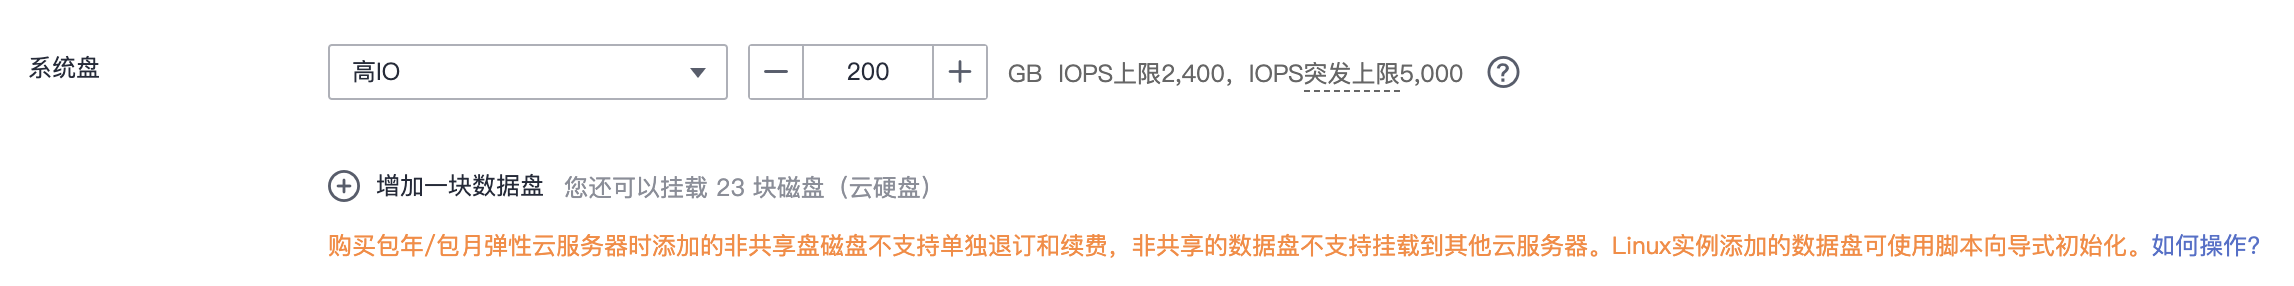 系统盘 高IO 200 GB IOPS上限2,400，IOPS突发上限5,000
增加一块数据盘 您还可以挂载 23 块磁盘（云硬盘）
购买包年/包月弹性云服务器时添加的非共享盘磁盘不支持单独退订和续费，非共享的数据盘不支持挂载到其他云服务器。Linux实例添加的数据盘可使用脚本向导式初始化。如何操作?